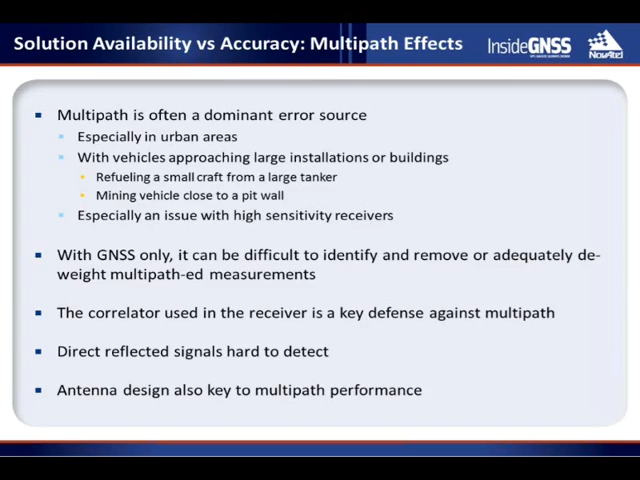 Solution Availability vs Accuracy: Multipath Effects
InsideGNSS
NovAtel
Multipath is often a dominant error source
Especially in urban areas
With vehicles approaching large installations or buildings
Refueling a small craft from a large tanker
Mining vehicle close to a pit wall
Especially an issue with high sensitivity receivers
With GNSS only, it can be difficult to identify and remove or adequately de-
weight multipath-ed measurements
The correlator used in the receiver is a key defense against multipath
Direct reflected signals hard to detect
Antenna design also key to multipath performance